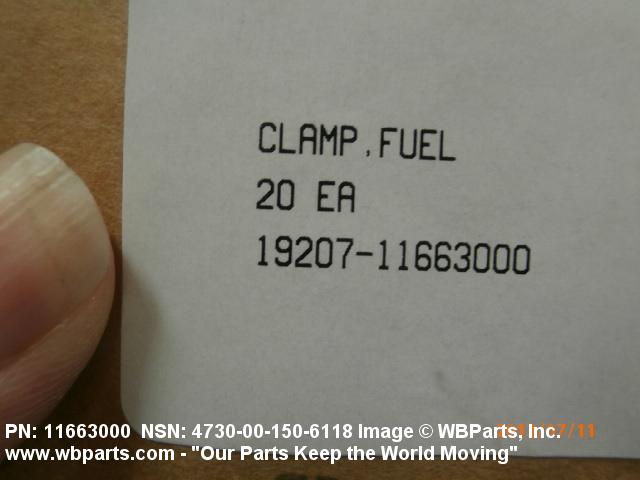 CLAMP,FUEL
20 EA
19207-11663000
PN: 11663000 NSN: 4730-00-150-6118 Image © WBParts, Inc.
www.wbparts.com - "Our Parts Keep the World Moving"